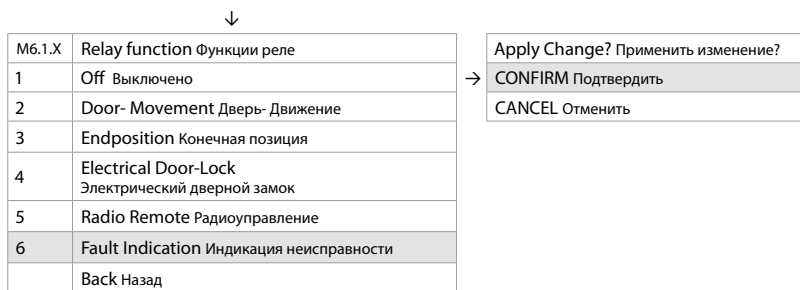 ↓
M6.1.X Relay function Функции реле
1 Off Выключено
2 Door- Movement Дверь- Движение
3 Endposition Конечная позиция
4 Electrical Door-Lock
Электрический дверной замок
5 Radio Remote Радиоуправление
6 Fault Indication Индикация неисправности
Back Назад
Apply Change? Применить изменение?
→ CONFIRM Подтвердить
CANCEL Отменить